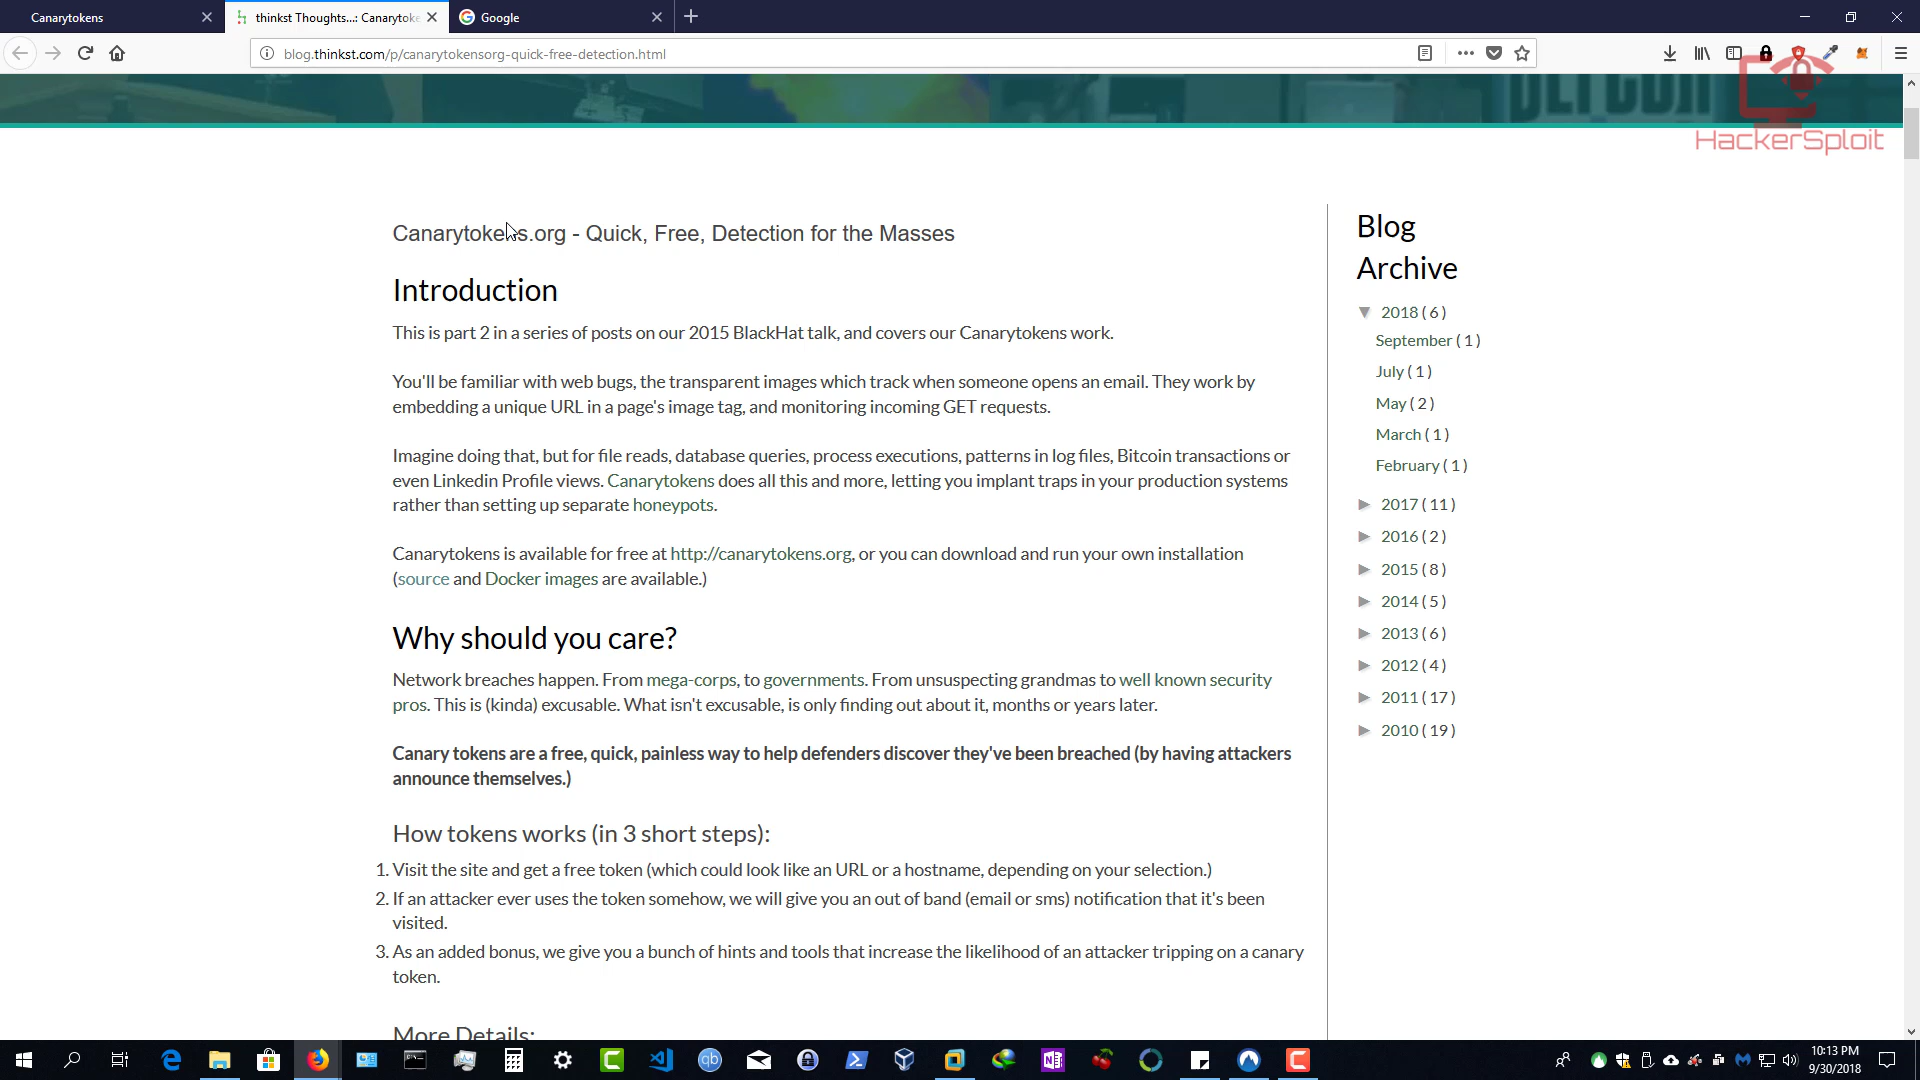 Canarytokens
thinkst Thoughts...: Canarytoke
Google
blog.thinkst.com/p/canarytokensorg-quick-free-detection.html
HackerSploit
Canarytokens.org - Quick, Free, Detection for the Masses
Introduction
This is part 2 in a series of posts on our 2015 BlackHat talk, and covers our Canarytokens work.
You'll be familiar with web bugs, the transparent images which track when someone opens an email. They work by
embedding a unique URL in a page's image tag, and monitoring incoming GET requests.
Imagine doing that, but for file reads, database queries, process executions, patterns in log files, Bitcoin transactions or
even Linkedin Profile views. Canarytokens does all this and more, letting you implant traps in your production systems
rather than setting up separate honeypots.
Canarytokens is available for free at http://canarytokens.org, or you can download and run your own installation
(source and Docker images are available.)
Why should you care?
Network breaches happen. From mega-corps, to governments. From unsuspecting grandmas to well known security
pros. This is (kinda) excusable. What isn't excusable, is only finding out about it, months or years later.
Canary tokens are a free, quick, painless way to help defenders discover they've been breached (by having attackers
announce themselves.)
How tokens works (in 3 short steps):
1. Visit the site and get a free token (which could look like an URL or a hostname, depending on your selection.)
2. If an attacker ever uses the token somehow, we will give you an out of band (email or sms) notification that it's been
visited.
3. As an added bonus, we give you a bunch of hints and tools that increase the likelihood of an attacker tripping on a canary
token.
More Details:
Blog
Archive
▼ 2018 ( 6 )
September ( 1 )
July ( 1 )
May ( 2 )
March ( 1 )
February ( 1 )
► 2017 ( 11 )
► 2016 ( 2 )
► 2015 ( 8 )
► 2014 ( 5 )
► 2013 ( 6 )
► 2012 ( 4 )
► 2011 ( 17 )
► 2010 ( 19 )
qb
10:13 PM
9/30/2018